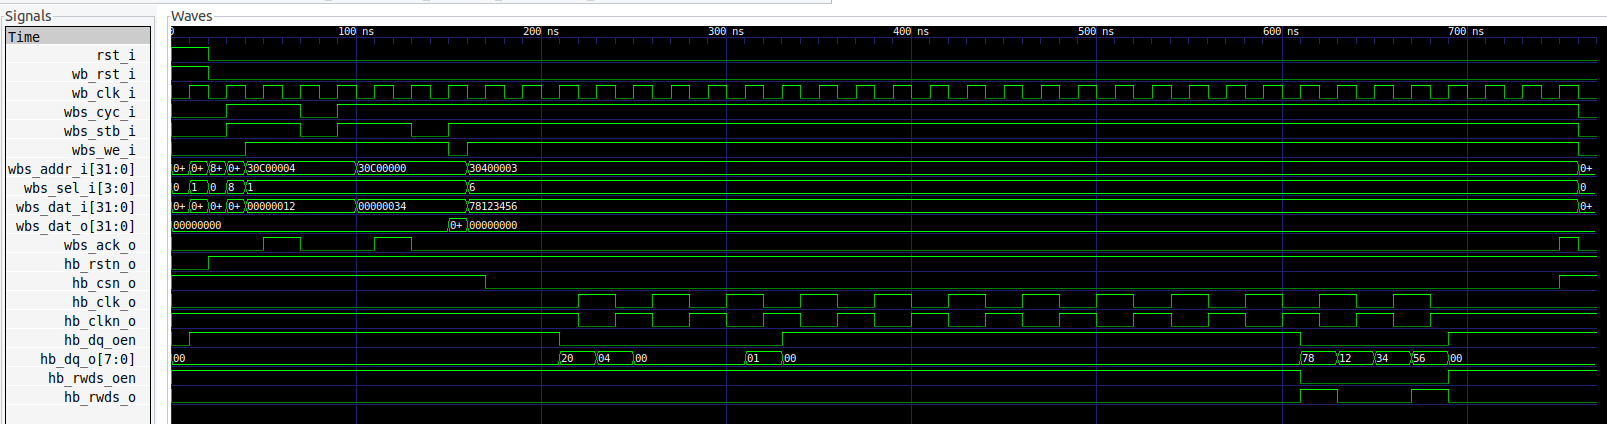 Signals Waves
Time 0 100 ns 200 ns 300 ns 400 ns 500 ns 600 ns 700 ns
rst_i
wb_rst_i
wb_clk_i
wbs_cyc_i
wbs_stb_i
wbs_we_i
wbs_addr_i[31:0] 0+ 0+ 8+ 0+ 30C00004 30C00000 30400003 0+
wbs_sel_i[3:0] 0 1 0 8 1 6 0
wbs_dat_i[31:0] 0+ 0+ 0+ 0+ 00000012 00000034 78123456 0+
wbs_dat_o[31:0] 00000000 0+ 00000000
wbs_ack_o
hb_rstn_o
hb_csn_o
hb_clk_o
hb_clkn_o
hb_dq_oen
hb_dq_o[7:0] 00 20 04 00 01 00 78 12 34 56 00
hb_rwds_oen
hb_rwds_o